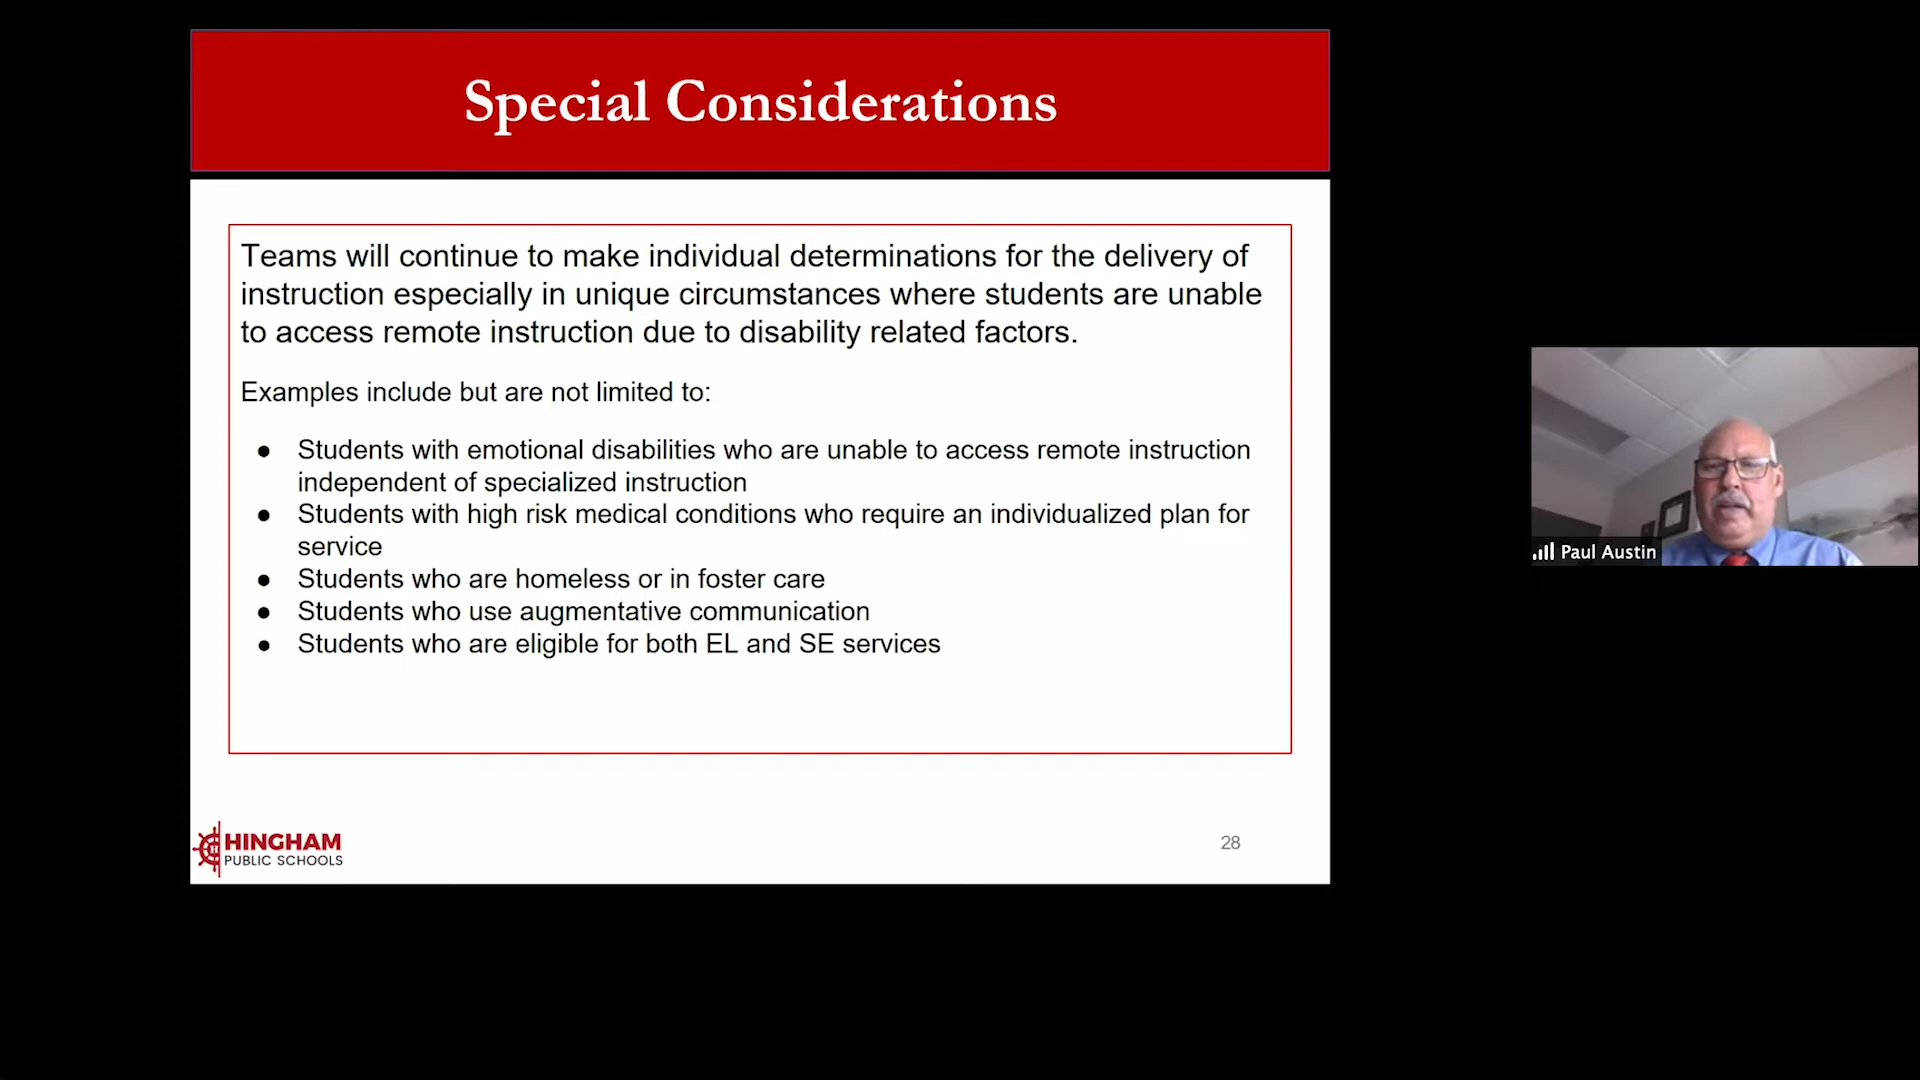 Special Considerations
Teams will continue to make individual determinations for the delivery of
instruction especially in unique circumstances where students are unable
to access remote instruction due to disability related factors.
Examples include but are not limited to:
● Students with emotional disabilities who are unable to access remote instruction
independent of specialized instruction
● Students with high risk medical conditions who require an individualized plan for
service
● Students who are homeless or in foster care
● Students who use augmentative communication
● Students who are eligible for both EL and SE services
Paul Austin
H
HINGHAM
PUBLIC SCHOOLS
28